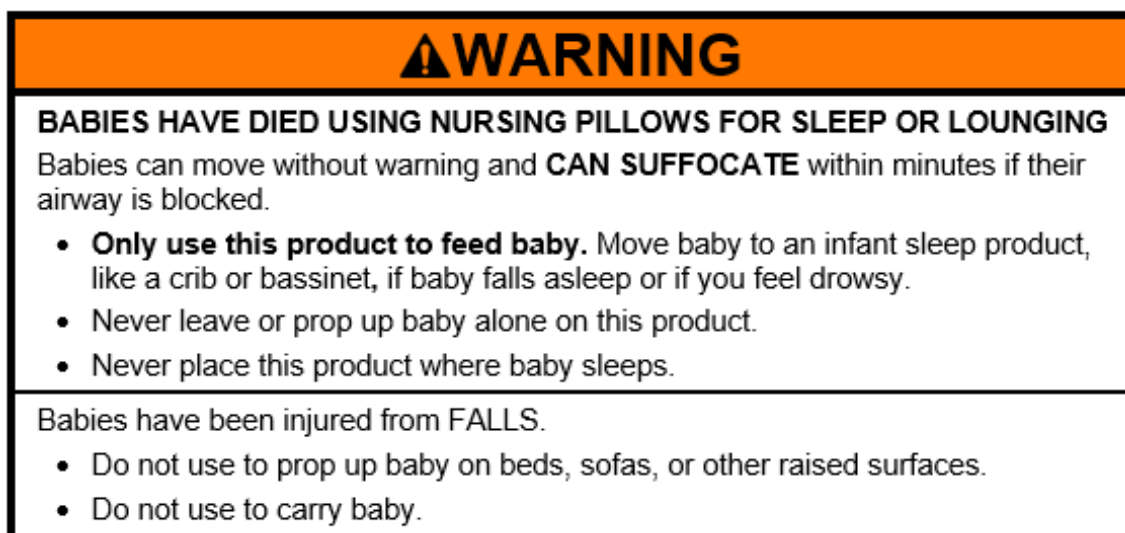 ⚠WARNING
BABIES HAVE DIED USING NURSING PILLOWS FOR SLEEP OR LOUNGING
Babies can move without warning and CAN SUFFOCATE within minutes if their
airway is blocked.
• Only use this product to feed baby. Move baby to an infant sleep product,
like a crib or bassinet, if baby falls asleep or if you feel drowsy.
• Never leave or prop up baby alone on this product.
• Never place this product where baby sleeps.
Babies have been injured from FALLS.
• Do not use to prop up baby on beds, sofas, or other raised surfaces.
• Do not use to carry baby.